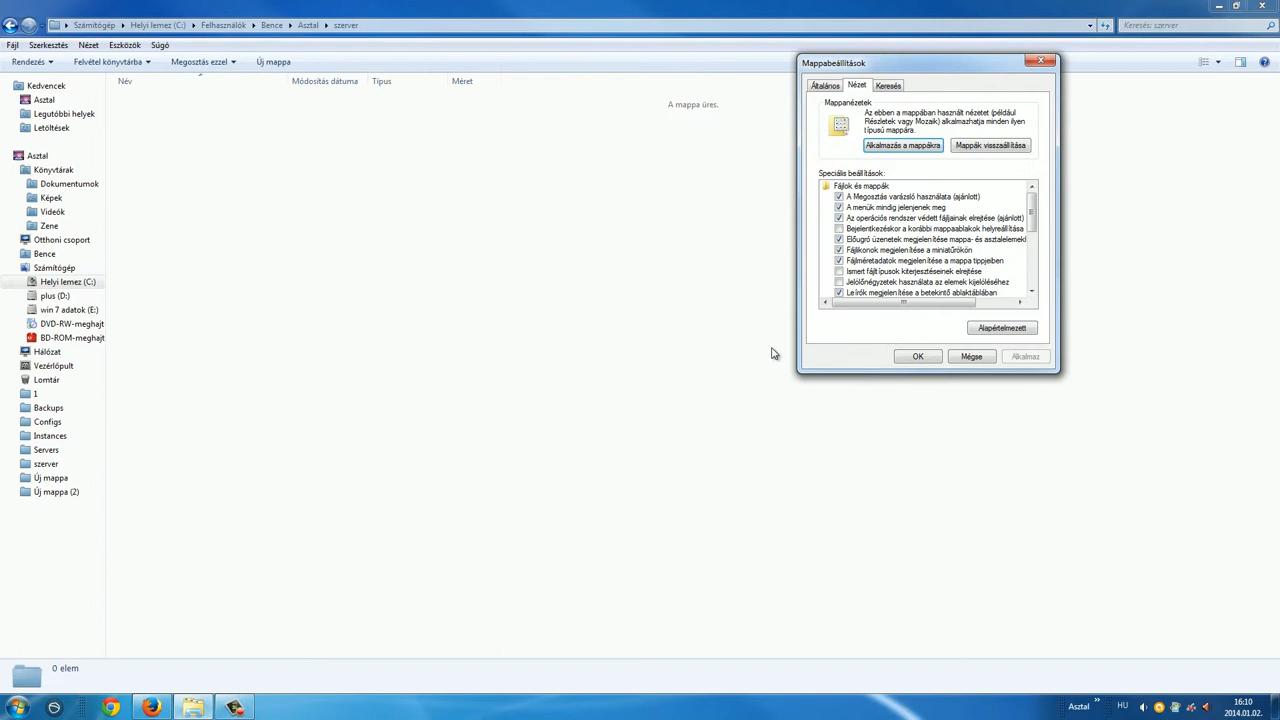 Számítógép Helyi lemez (C:) Felhasználók Bence Asztal szerver
Keresés: szerver
Fájl Szerkesztés Nézet Eszközök Súgó
Rendezés Felvétel könyvtárba Megosztás ezzel Új mappa
Név Módosítás dátuma Típus Méret
A mappa üres.
Kedvencek
Asztal
Legutóbbi helyek
Letöltések
Asztal
Könyvtárak
Dokumentumok
Képek
Videók
Zene
Otthoni csoport
Bence
Számítógép
Helyi lemez (C:)
plus (D:)
win 7 adatok (E:)
DVD-RW-meghajt
BD-ROM-meghajt
Hálózat
Vezérlőpult
Lomtár
1
Backups
Configs
Instances
Servers
szerver
Új mappa
Új mappa (2)
Mappabeállítások
Általános Nézet Keresés
Mappanézetek
Az ebben a mappában használt nézetet (például
Részletek vagy Mozaik) alkalmazhatja minden ilyen
típusú mappára.
Alkalmazás a mappákra Mappák visszaállítása
Speciális beállítások:
Fájlok és mappák
A Megosztás varázsló használata (ajánlott)
A menük mindig jelenjenek meg
Az operációs rendszer védett fájljainak elrejtése (ajánlott)
Bejelentkezéskor a korábbi mappaablakok helyreállítása
Előugró üzenetek megjelenítése mappa- és asztalelemekl
Fájlikonok megjelenítése a miniatűrökön
Fájlméretadatok megjelenítése a mappa tippjeiben
Ismert fájltípusok kiterjesztéseinek elrejtése
Jelölőnégyzetek használata az elemek kijelöléséhez
Leírók megjelenítése a betekintő ablaktáblában
Alapértelmezett
OK Mégse Alkalmaz
0 elem
Asztal » HU 16:10
2014.01.02.